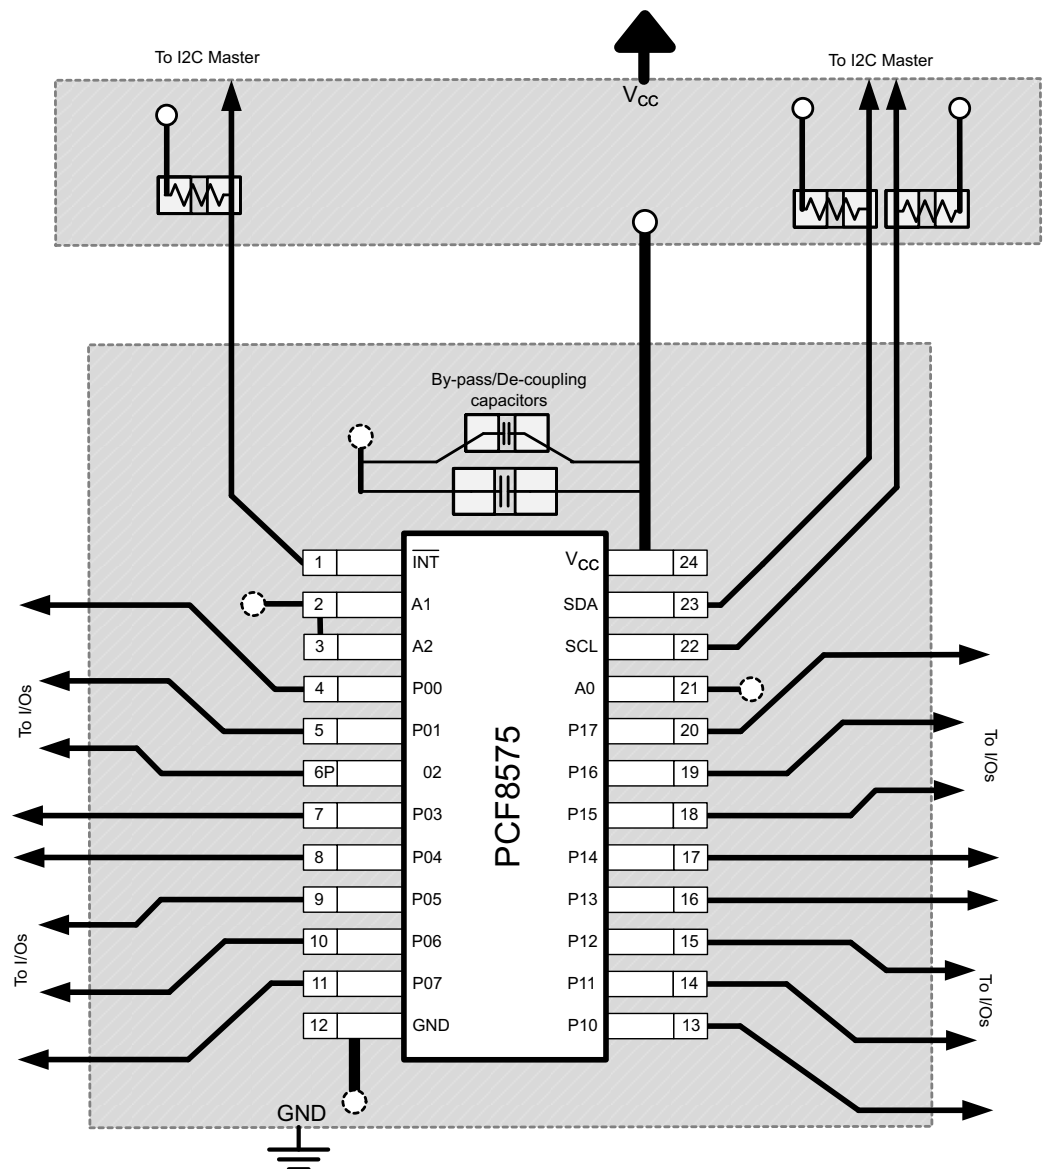 To I2C Master
VCC
To I2C Master
By-pass/De-coupling
capacitors
1 INT
VCC 24
2 A1
SDA 23
3 A2
SCL 22
4 P00
A0 21
5 P01
P17 20
6P 02
P16 19
7 P03
P15 18
8 P04
P14 17
9 P05
P13 16
10 P06
P12 15
11 P07
P11 14
12 GND
P10 13
PCF8575
To I/Os
To I/Os
To I/Os
To I/Os
GND